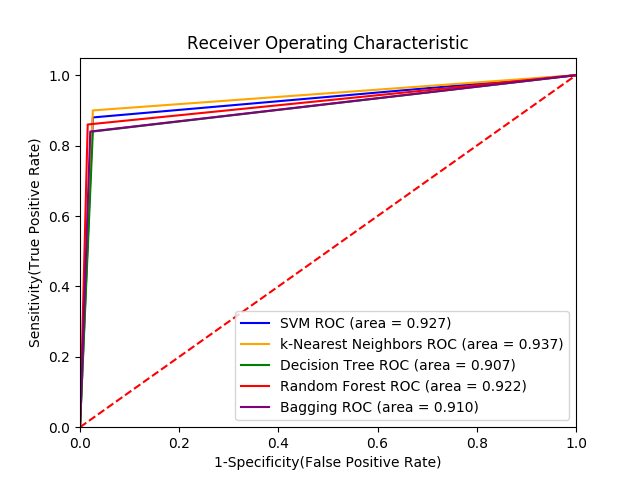 Receiver Operating Characteristic
1.0
0.8
0.6
0.4
0.2
0.0
Sensitivity(True Positive Rate)
SVM ROC (area = 0.927)
k-Nearest Neighbors ROC (area = 0.937)
Decision Tree ROC (area = 0.907)
Random Forest ROC (area = 0.922)
Bagging ROC (area = 0.910)
0.0 0.2 0.4 0.6 0.8 1.0
1-Specificity(False Positive Rate)